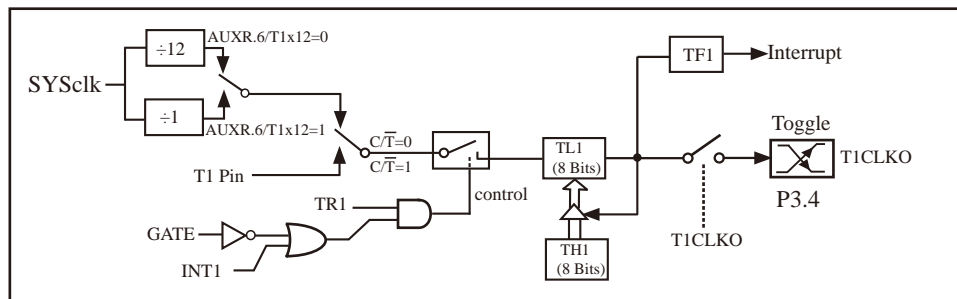 ÷12
AUXR.6/T1x12=0
SYSclk
÷1
AUXR.6/T1x12=1
C/T̅=0
C/T̅=1
T1 Pin
TR1
GATE
INT1
control
TL1
(8 Bits)
TH1
(8 Bits)
TF1
Interrupt
Toggle
T1CLKO
P3.4
T1CLKO